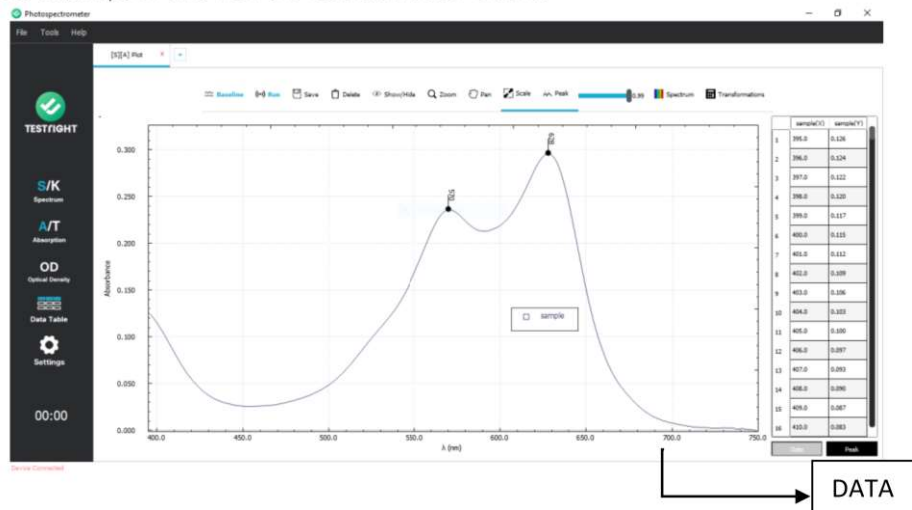 Photospectrometer
File Tools Help
[S][A] Plot × +
Baseline Run Save Delete Show/Hide Zoom Pan Scale Peak 0.99 Spectrum Transformations
TESTRIGHT
S/K
Spectrum
A/T
Absorption
OD
Optical Density
Data Table
Settings
00:00
Device Connected
Absorbance
0.300
0.250
0.200
0.150
0.100
0.050
0.000
570
628
sample
400.0 450.0 500.0 550.0 600.0 650.0 700.0 750.0
λ (nm)
sample(X) sample(Y)
1 395.0 0.126
2 396.0 0.124
3 397.0 0.122
4 398.0 0.120
5 399.0 0.117
6 400.0 0.115
7 401.0 0.112
8 402.0 0.109
9 403.0 0.106
10 404.0 0.103
11 405.0 0.100
12 406.0 0.097
13 407.0 0.093
14 408.0 0.090
15 409.0 0.087
16 410.0 0.083
Peak
DATA